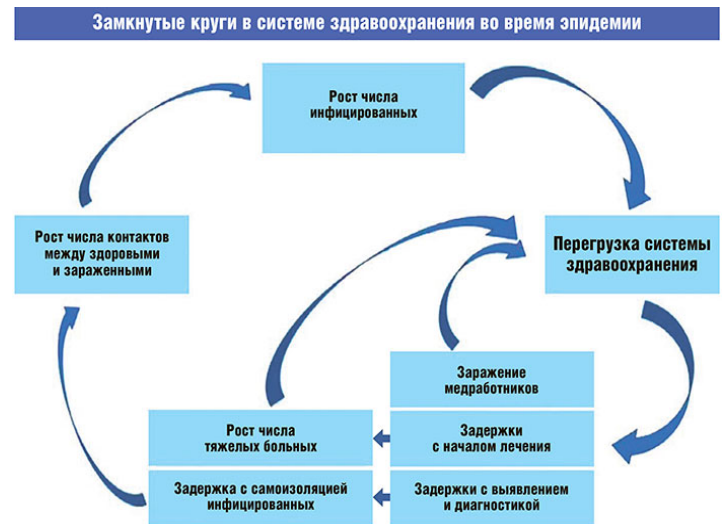 Замкнутые круги в системе здравоохранения во время эпидемии
Рост числа
инфицированных
Рост числа контактов
между здоровыми
и зараженными
Перегрузка системы
здравоохранения
Заражение
медработников
Рост числа
тяжелых больных
Задержки
с началом лечения
Задержка с самоизоляцией
инфицированных
Задержки с выявлением
и диагностикой